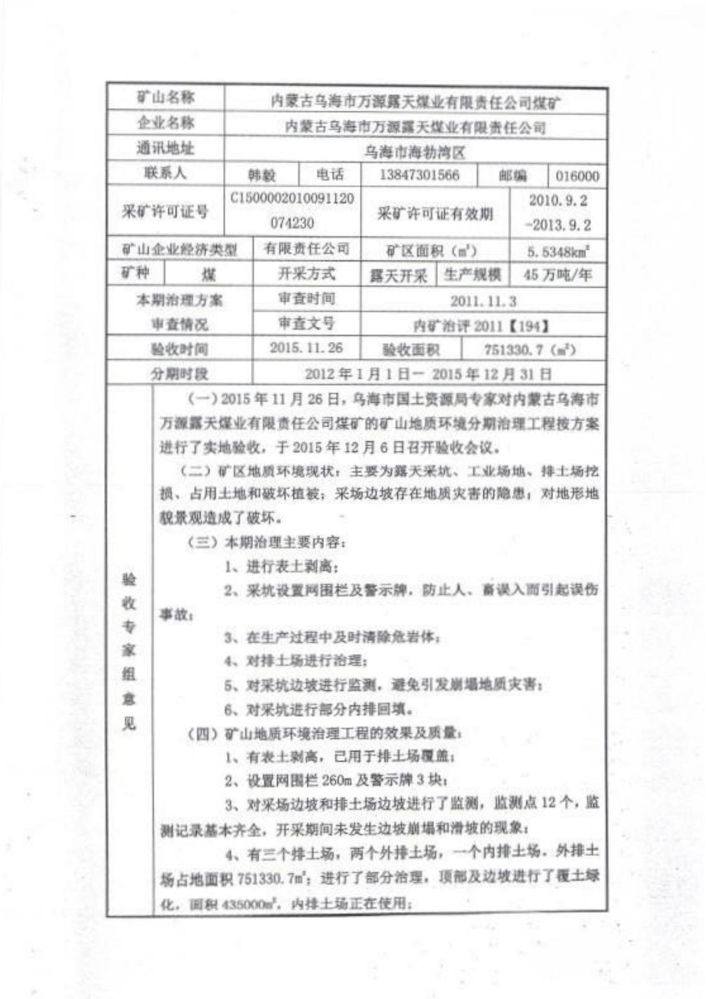 矿山名称 内蒙古乌海市万源露天煤业有限责任公司煤矿
企业名称 内蒙古乌海市万源露天煤业有限责任公司
通讯地址 乌海市海勃湾区
联系人 韩毅 电话 13847301566 邮编 016000
采矿许可证号 C1500002010091120
074230 采矿许可证有效期 2010.9.2
-2013.9.2
矿山企业经济类型 有限责任公司 矿区面积（㎡） 5.5348km²
矿种 煤 开采方式 露天开采 生产规模 45万吨/年
本期治理方案
审查情况 审查时间 2011.11.3
审查文号 内矿治评2011【194】
验收时间 2015.11.26 验收面积 751330.7（㎡）
分期时段 2012年1月1日一 2015年12月31日
验收专家组意见
（一）2015年11月26日，乌海市国土资源局专家对内蒙古乌海市
万源露天煤业有限责任公司煤矿的矿山地质环境分期治理工程按方案
进行了实地验收，于2015年12月6日召开验收会议。
（二）矿区地质环境现状：主要为露天采坑、工业场地、排土场挖
损、占用土地和破坏植被；采场边坡存在地质灾害的隐患；对地形地
貌景观造成了破坏。
（三）本期治理主要内容：
1、进行表土剥离；
2、采坑设置网围栏及警示牌，防止人、畜误入而引起误伤
事故；
3、在生产过程中及时清除危岩体；
4、对排土场进行治理；
5、对采坑边坡进行监测，避免引发崩塌地质灾害；
6、对采坑进行部分内排回填。
（四）矿山地质环境治理工程的效果及质量：
1、有表土剥离，已用于排土场覆盖；
2、设置网围栏260m及警示牌3块；
3、对采场边坡和排土场边坡进行了监测，监测点12个，监
测记录基本齐全，开采期间未发生边坡崩塌和滑坡的现象；
4、有三个排土场，两个外排土场，一个内排土场。外排土
场占地面积751330.7㎡；进行了部分治理，顶部及边坡进行了覆土绿
化，面积435000㎡，内排土场正在使用；